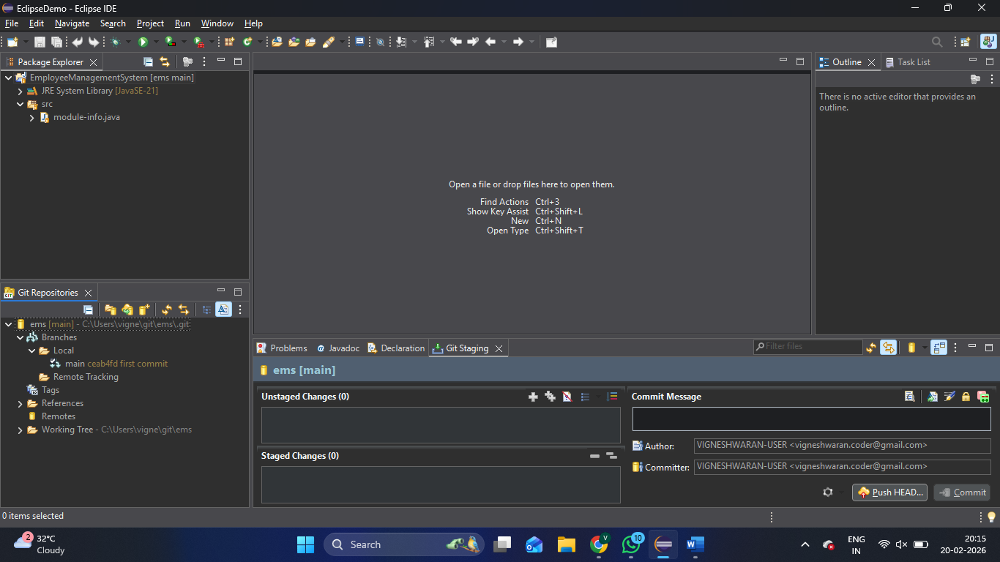 EclipseDemo - Eclipse IDE
File Edit Navigate Search Project Run Window Help
Package Explorer
EmployeeManagementSystem [ems main]
JRE System Library [JavaSE-21]
src
module-info.java
Open a file or drop files here to open them.
Find Actions Ctrl+3
Show Key Assist Ctrl+Shift+L
New Ctrl+N
Open Type Ctrl+Shift+T
Outline Task List
There is no active editor that provides an
outline.
Git Repositories
ems [main] - C:\Users\vigne\git\ems\.git
Branches
Local
main ceab4fd first commit
Remote Tracking
Tags
References
Remotes
Working Tree - C:\Users\vigne\git\ems
Problems @ Javadoc Declaration Git Staging
Filter files
ems [main]
Unstaged Changes (0)
Staged Changes (0)
Commit Message
Author: VIGNESHWARAN-USER <vigneshwaran.coder@gmail.com>
Committer: VIGNESHWARAN-USER <vigneshwaran.coder@gmail.com>
Push HEAD... Commit
0 items selected
2
32°C
Cloudy
Search
V
10
ENG
IN
20:15
20-02-2026